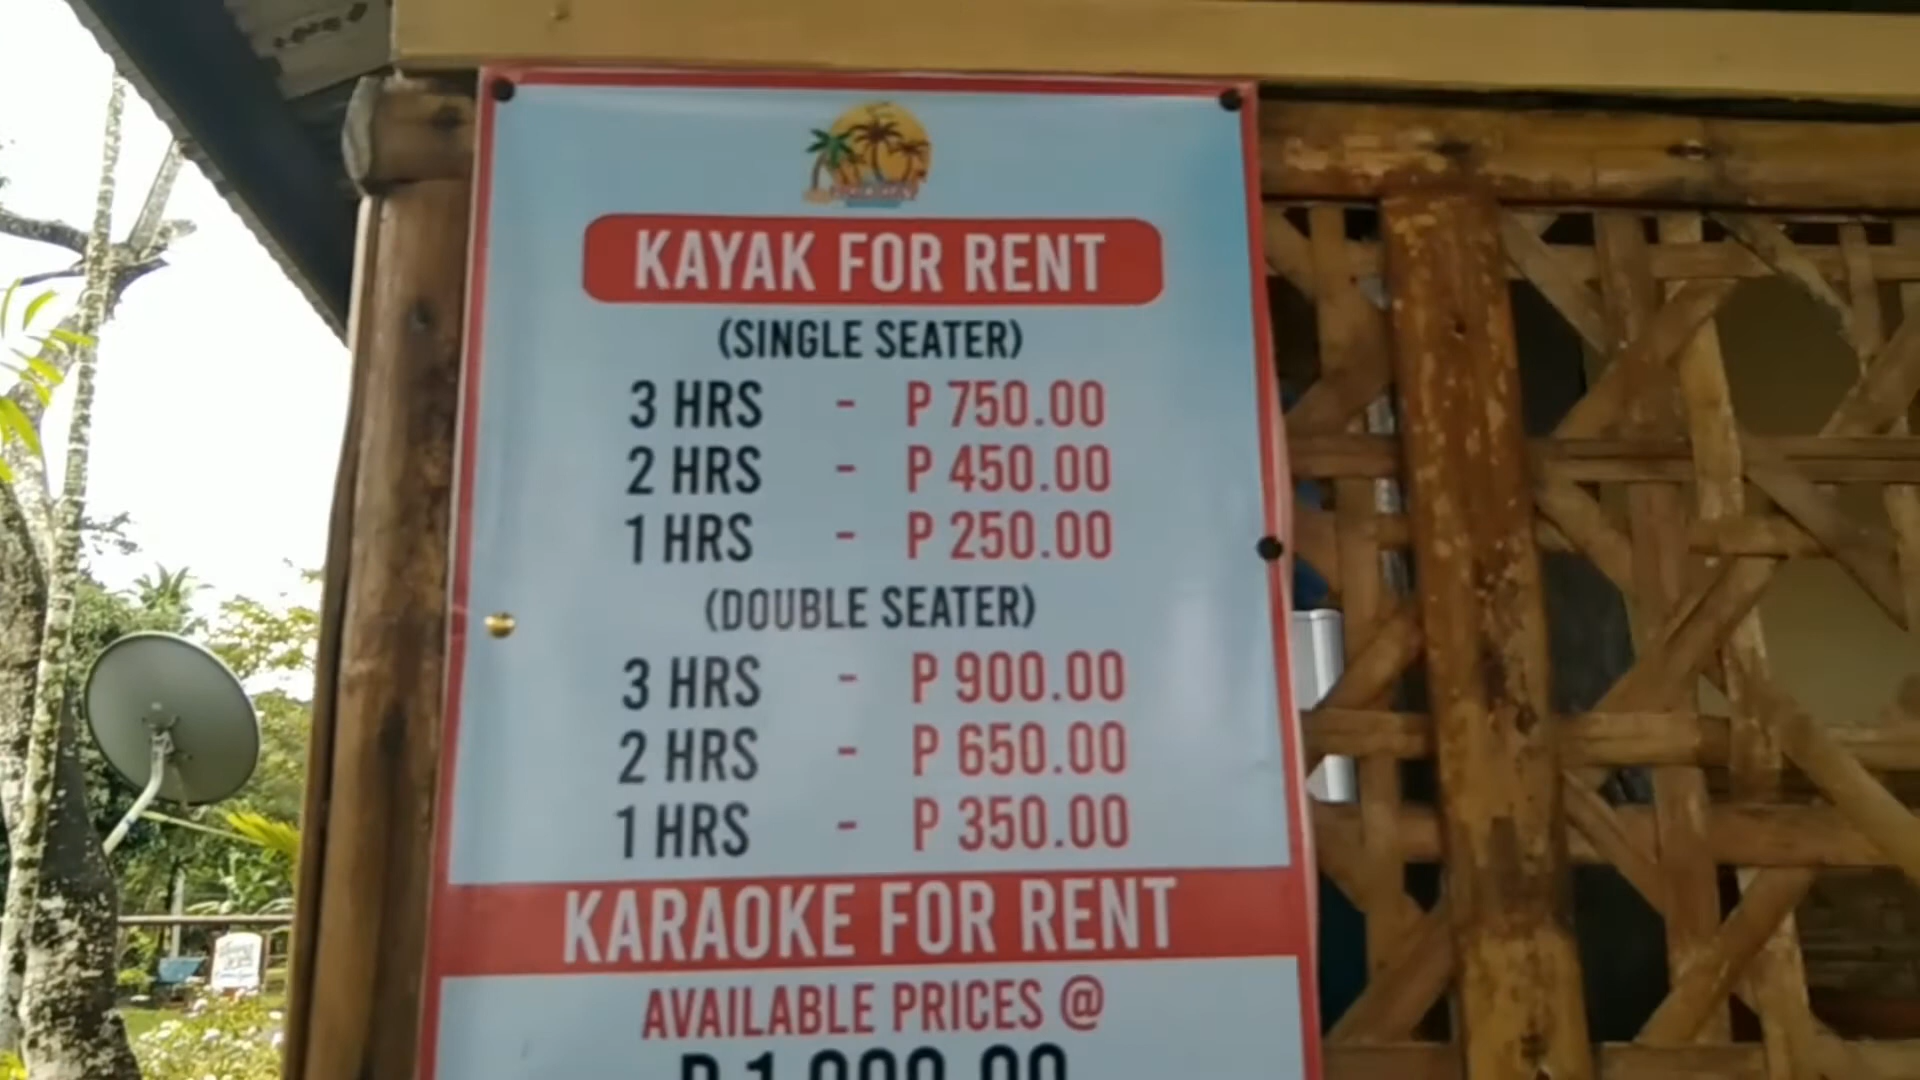 KAYAK FOR RENT
(SINGLE SEATER)
3 HRS - P 750.00
2 HRS - P 450.00
1 HRS - P 250.00
(DOUBLE SEATER)
3 HRS - P 900.00
2 HRS - P 650.00
1 HRS - P 350.00
KARAOKE FOR RENT
AVAILABLE PRICES @